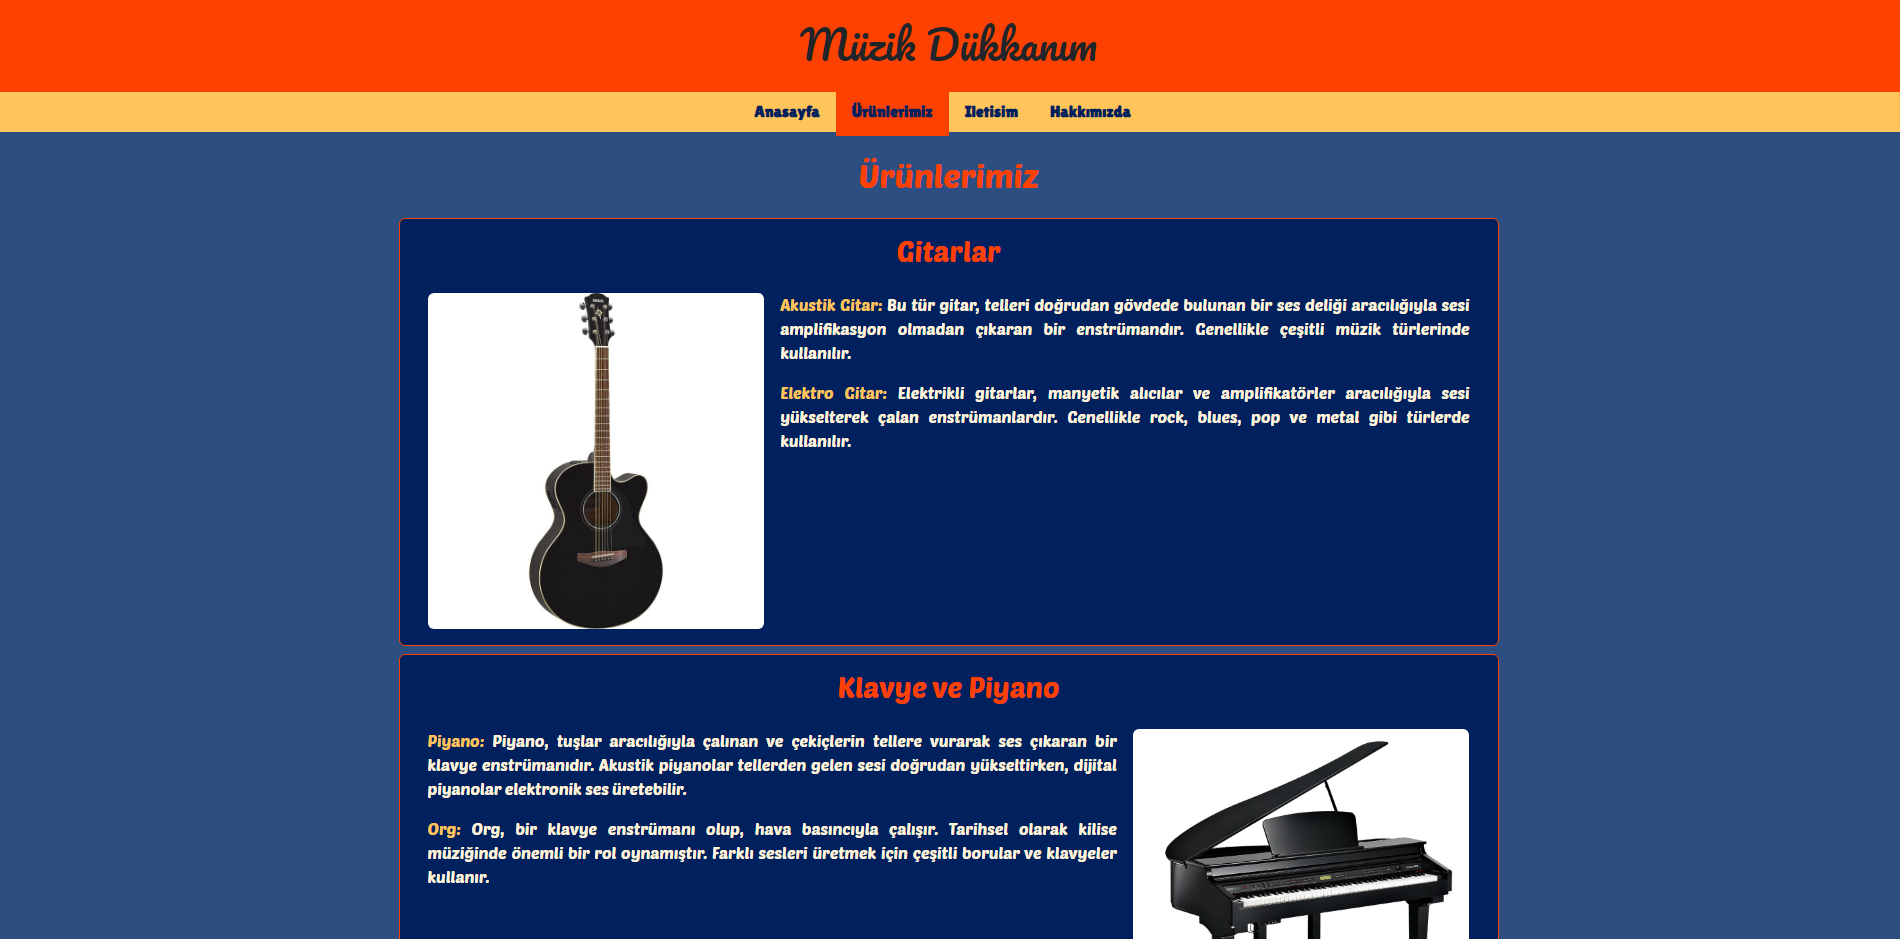 Müzik Dükkanım
Anasayfa Ürünlerimiz Iletisim Hakkımızda
Ürünlerimiz
Gitarlar
Akustik Gitar: Bu tür gitar, telleri doğrudan gövdede bulunan bir ses deliği aracılığıyla sesi
amplifikasyon olmadan çıkaran bir enstrümandır. Genellikle çeşitli müzik türlerinde
kullanılır.
Elektro Gitar: Elektrikli gitarlar, manyetik alıcılar ve amplifikatörler aracılığıyla sesi
yükselterek çalan enstrümanlardır. Genellikle rock, blues, pop ve metal gibi türlerde
kullanılır.
Klavye ve Piyano
Piyano: Piyano, tuşlar aracılığıyla çalınan ve çekiçlerin tellere vurarak ses çıkaran bir
klavye enstrümanıdır. Akustik piyanolar tellerden gelen sesi doğrudan yükseltirken, dijital
piyanolar elektronik ses üretebilir.
Org: Org, bir klavye enstrümanı olup, hava basıncıyla çalışır. Tarihsel olarak kilise
müziğinde önemli bir rol oynamıştır. Farklı sesleri üretmek için çeşitli borular ve klavyeler
kullanır.